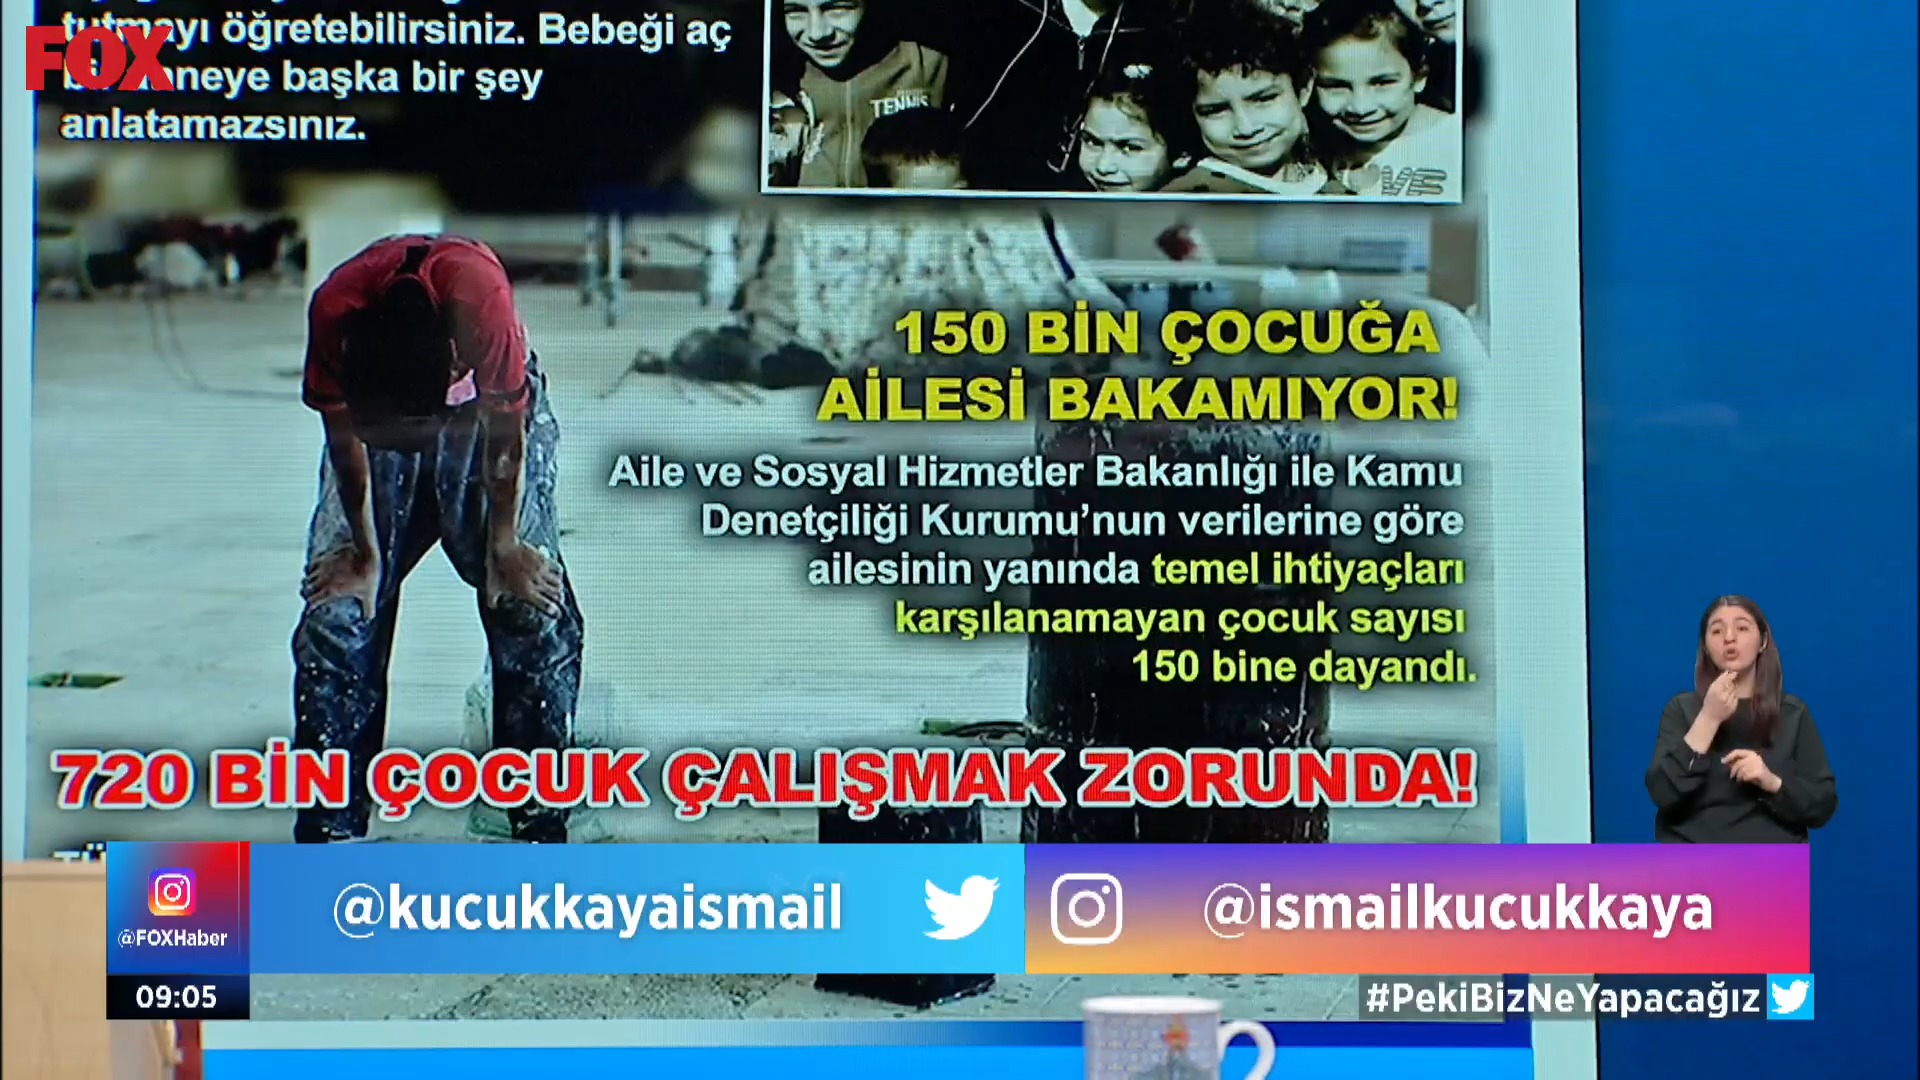 FOX
öğretebilirsiniz. Bebeği aç
başka bir şey
anlatamazsınız.
TENNIS
150 BİN ÇOCUĞA
AİLESİ BAKAMIYOR!
Aile ve Sosyal Hizmetler Bakanlığı ile Kamu
Denetçiliği Kurumu'nun verilerine göre
ailesinin yanında temel ihtiyaçları
karşılanamayan çocuk sayısı
150 bine dayandı.
720 BİN ÇOCUK ÇALIŞMAK ZORUNDA!
@FOXHaber
@kucukkayaismail
@ismailkucukkaya
09:05
#PekiBizNeYapacağız